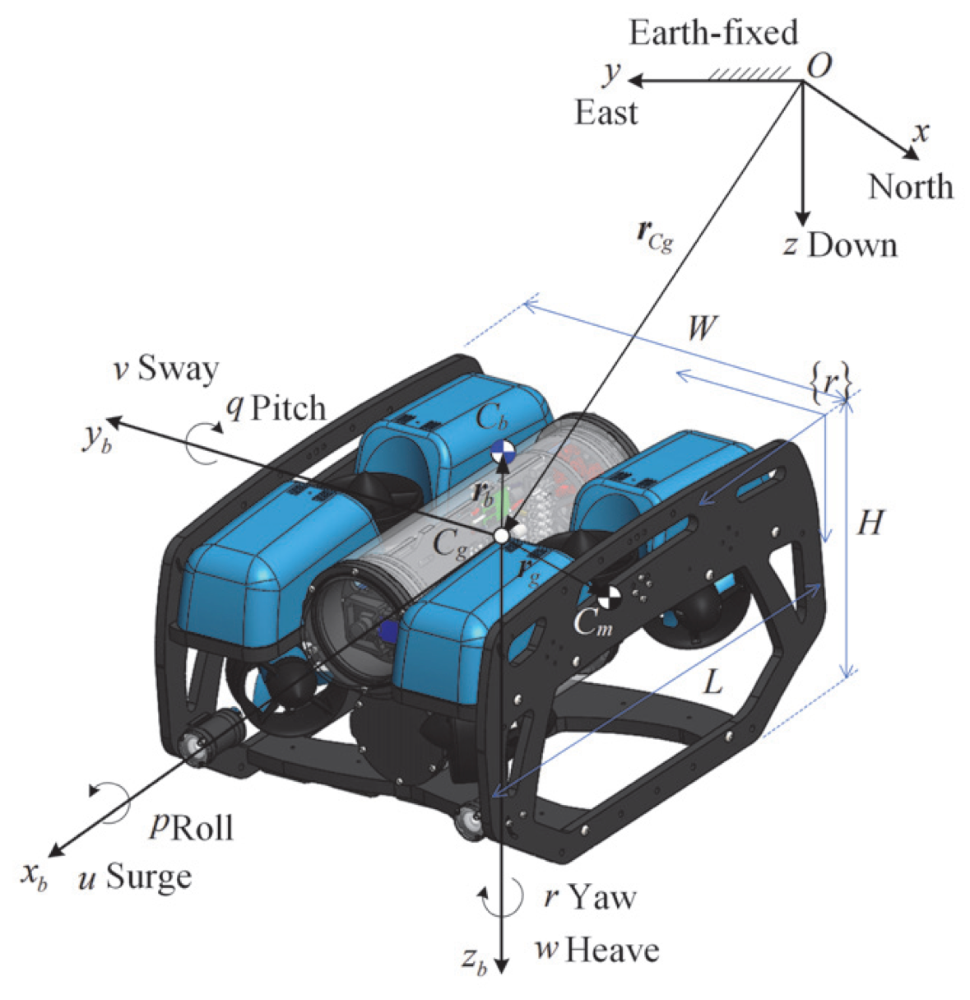 Earth-fixed
O
y
East
x
North
z Down
r_Cg
W
{r}
v Sway
q Pitch
y_b
C_b
r_b
H
C_g
r_g
C_m
L
p Roll
x_b
u Surge
r Yaw
w Heave
z_b